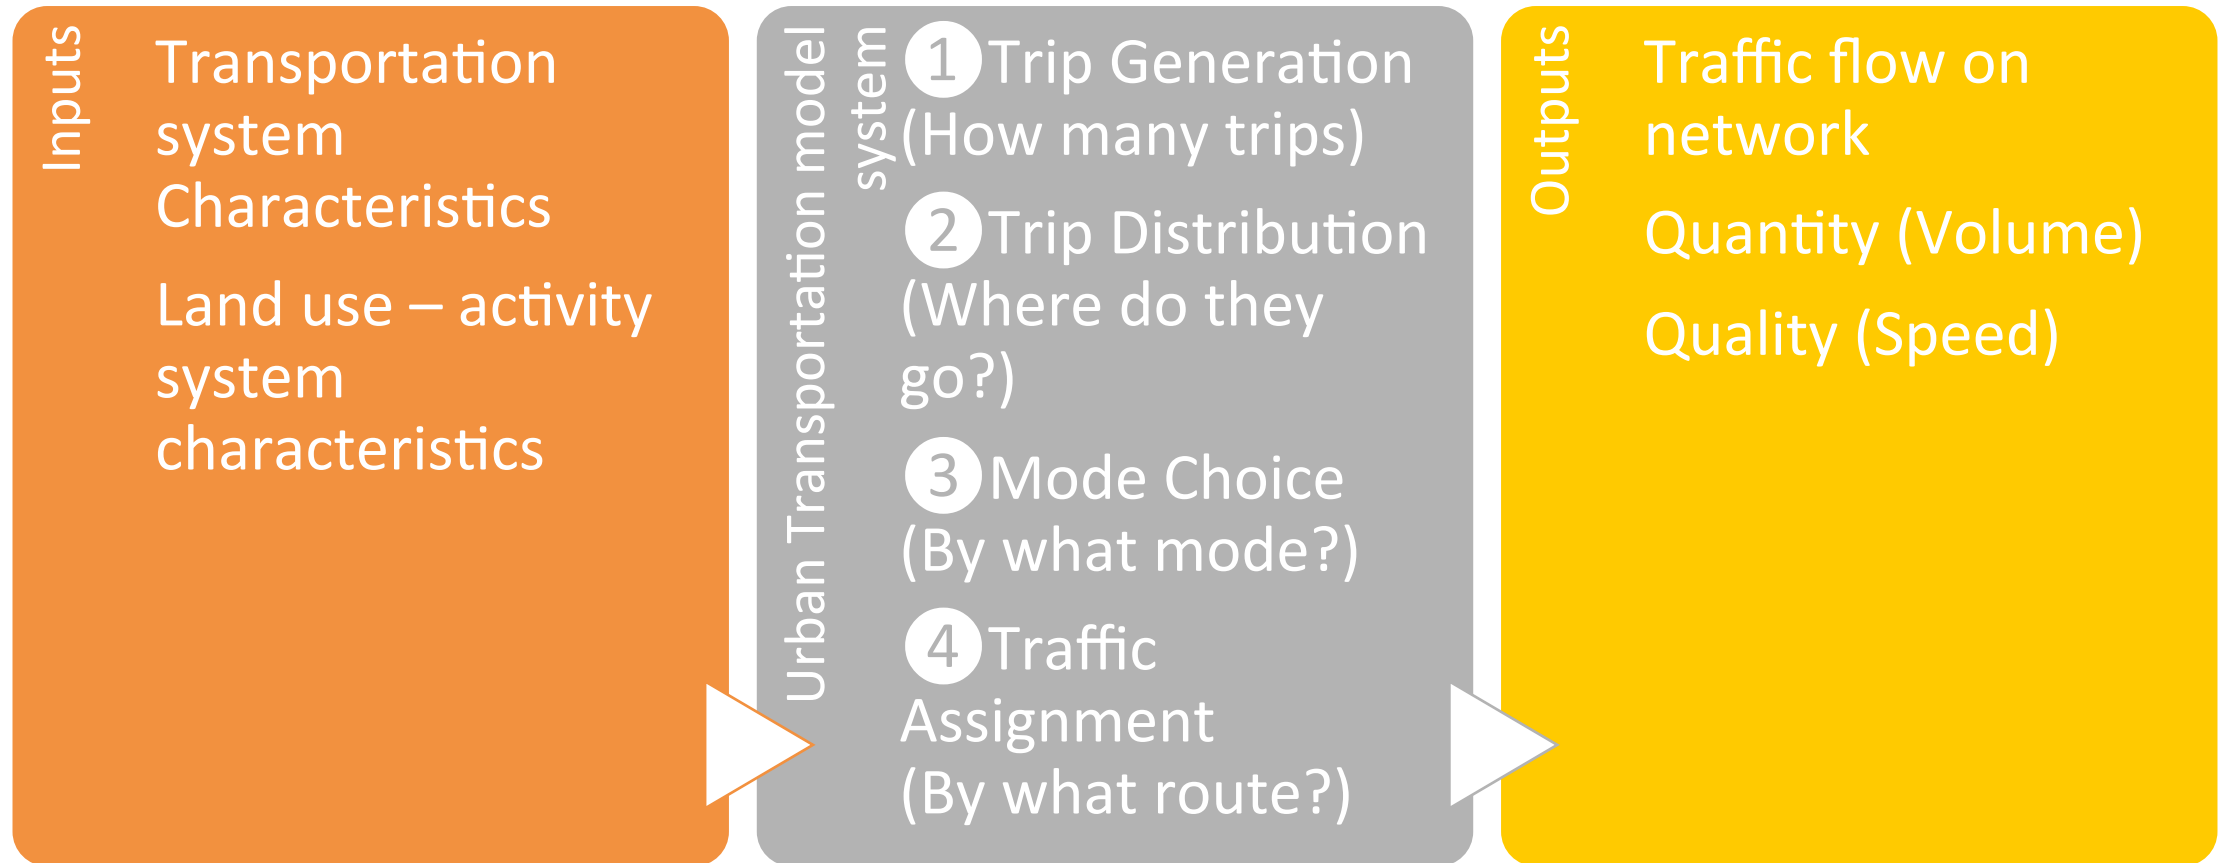 Inputs
Transportation
system
Characteristics
Land use – activity
system
characteristics
Urban Transportation model
system
1 Trip Generation
(How many trips)
2 Trip Distribution
(Where do they
go?)
3 Mode Choice
(By what mode?)
4 Traffic
Assignment
(By what route?)
Outputs
Traffic flow on
network
Quantity (Volume)
Quality (Speed)